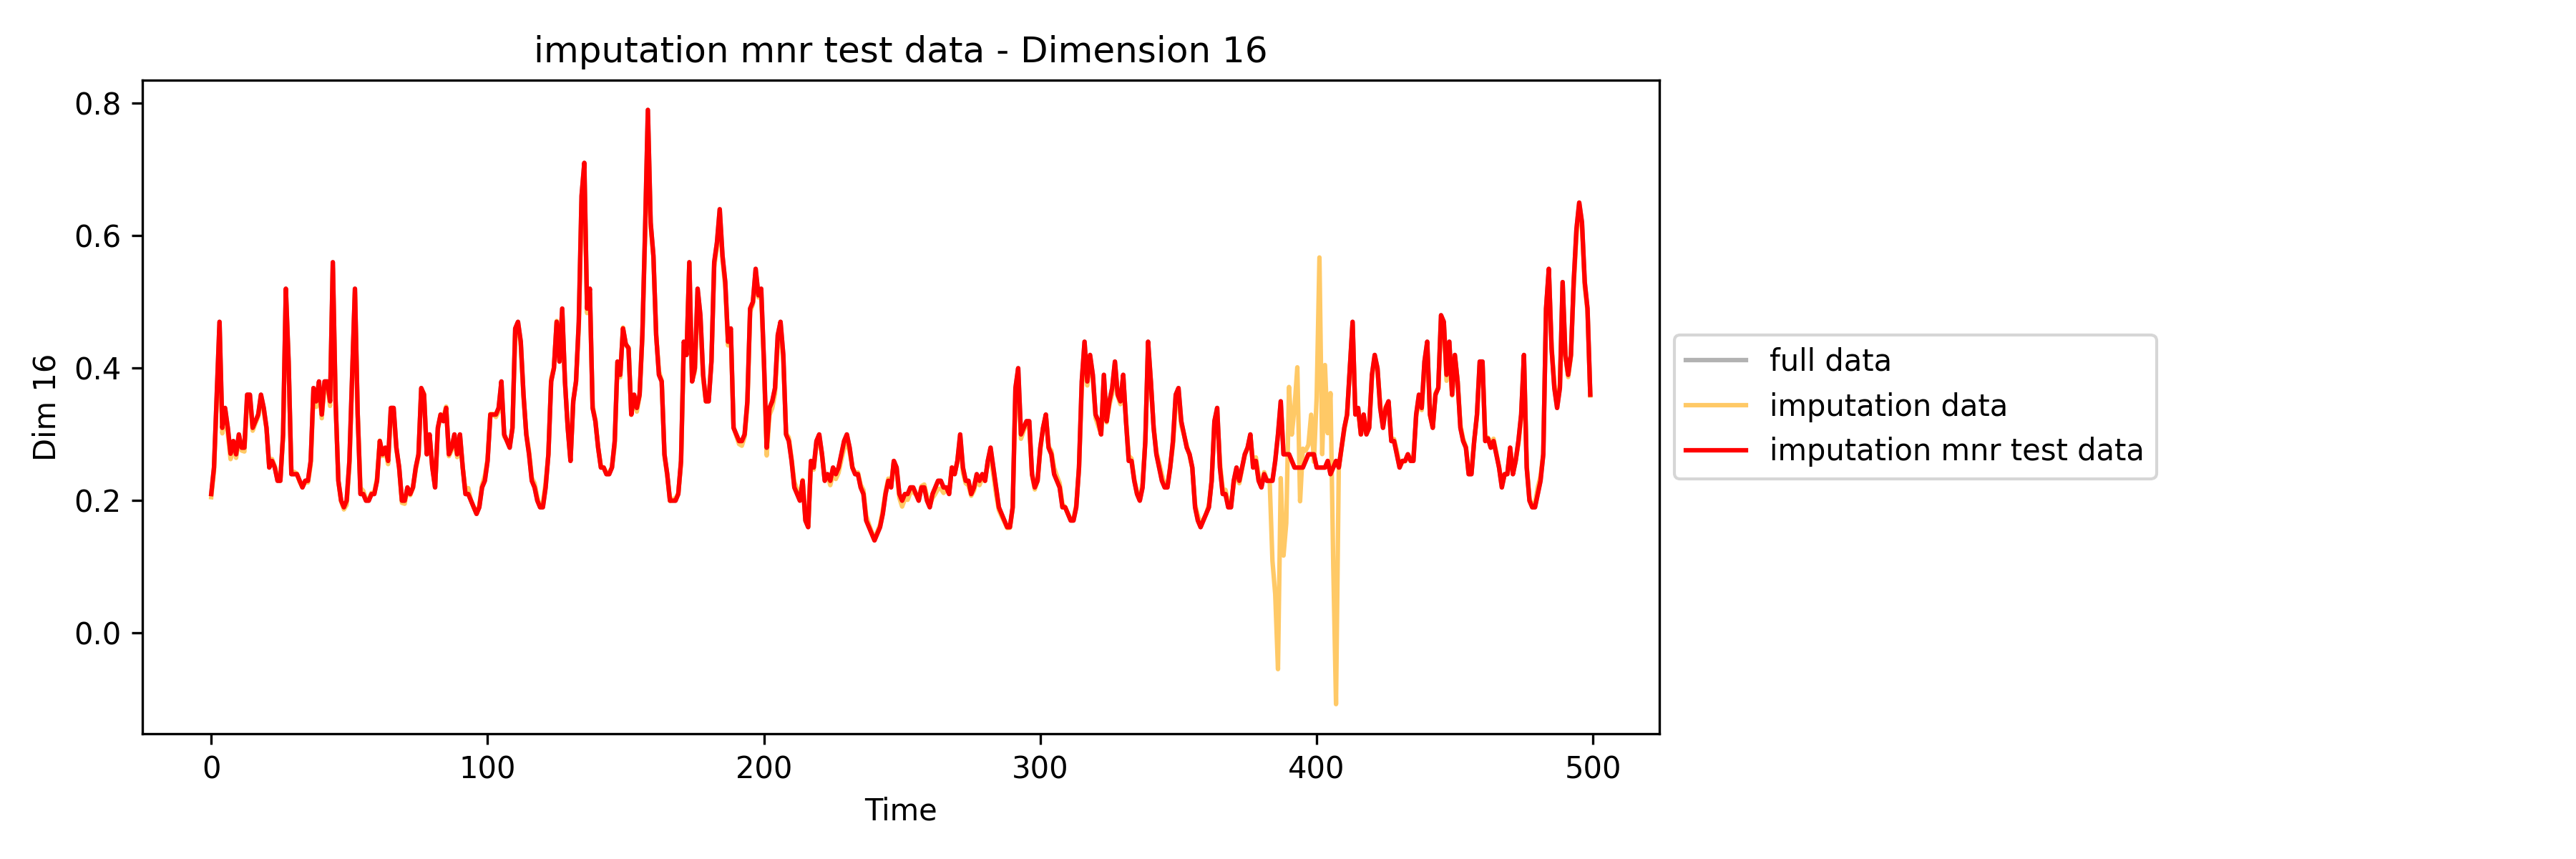 imputation mnr test data - Dimension 16
0.8
0.6
0.4
0.2
0.0
Dim 16
0 100 200 300 400 500
Time
full data
imputation data
imputation mnr test data